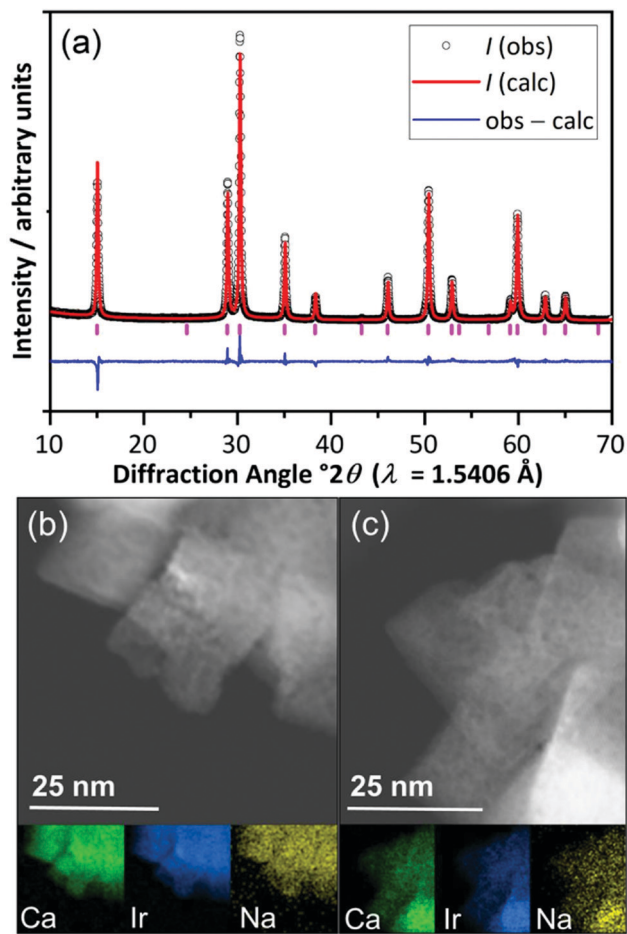 (a)
I (obs)
I (calc)
obs – calc
Intensity / arbitrary units
10 20 30 40 50 60 70
Diffraction Angle °2θ (λ = 1.5406 Å)
(b)
(c)
25 nm
25 nm
Ca Ir Na
Ca Ir Na